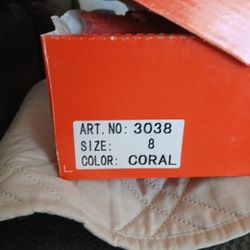 ART. NO: 3038
SIZE: 8
COLOR: CORAL